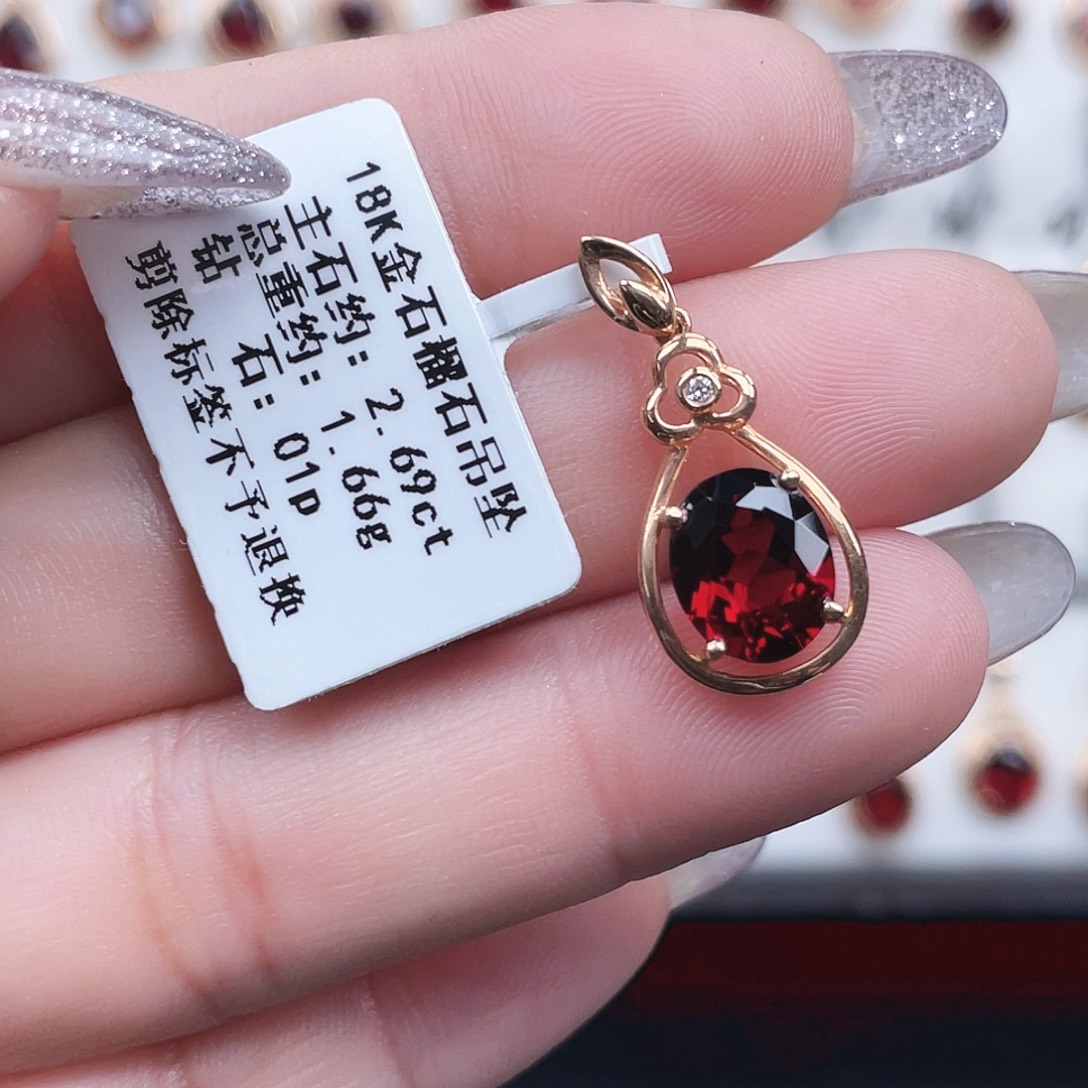 18K金石榴石吊坠
主石约: 2.69ct
总重约: 1.66g
钻 石: 01p
剪除标签不予退换